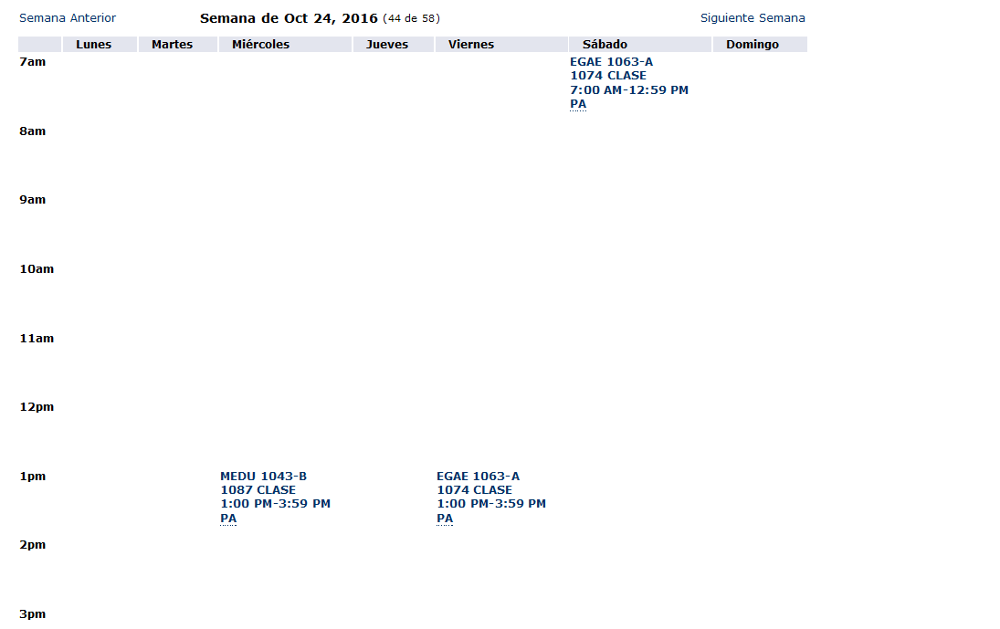 Semana Anterior Semana de Oct 24, 2016 (44 de 58) Siguiente Semana
Lunes Martes Miércoles Jueves Viernes Sábado Domingo
7am
EGAE 1063-A
1074 CLASE
7:00 AM-12:59 PM
PA
8am
9am
10am
11am
12pm
1pm
MEDU 1043-B
1087 CLASE
1:00 PM-3:59 PM
PA
EGAE 1063-A
1074 CLASE
1:00 PM-3:59 PM
PA
2pm
3pm